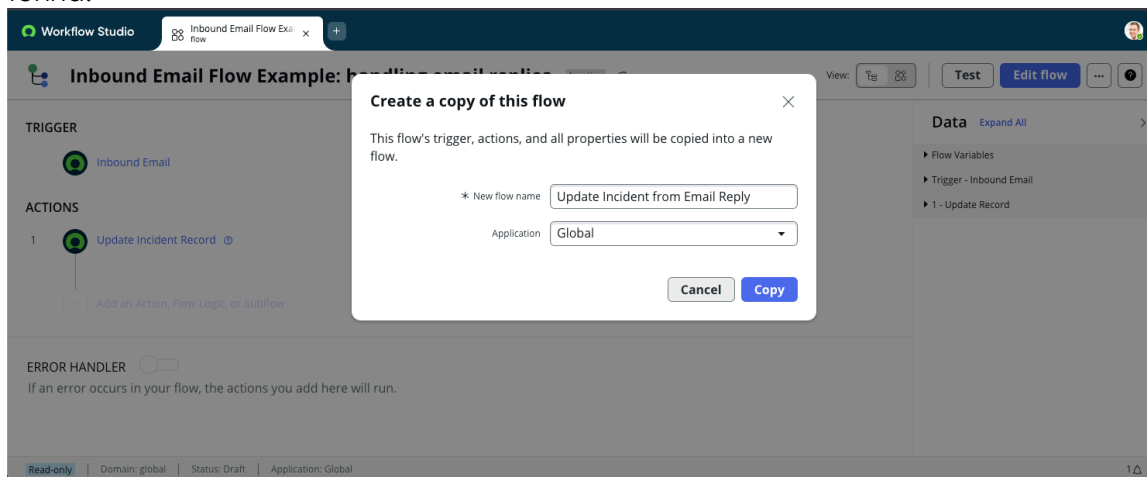 Workflow Studio
Inbound Email Flow Exa
flow
Inbound Email Flow Example: handling email replies
View:
Test
Edit flow
Create a copy of this flow
This flow's trigger, actions, and all properties will be copied into a new
flow.
* New flow name Update Incident from Email Reply
Application Global
Cancel
Copy
TRIGGER
Inbound Email
ACTIONS
1 Update Incident Record
Add an Action, Flow Logic, or Subflow
ERROR HANDLER
If an error occurs in your flow, the actions you add here will run.
Data Expand All
Flow Variables
Trigger - Inbound Email
1 - Update Record
Read-only | Domain: global | Status: Draft | Application: Global
1